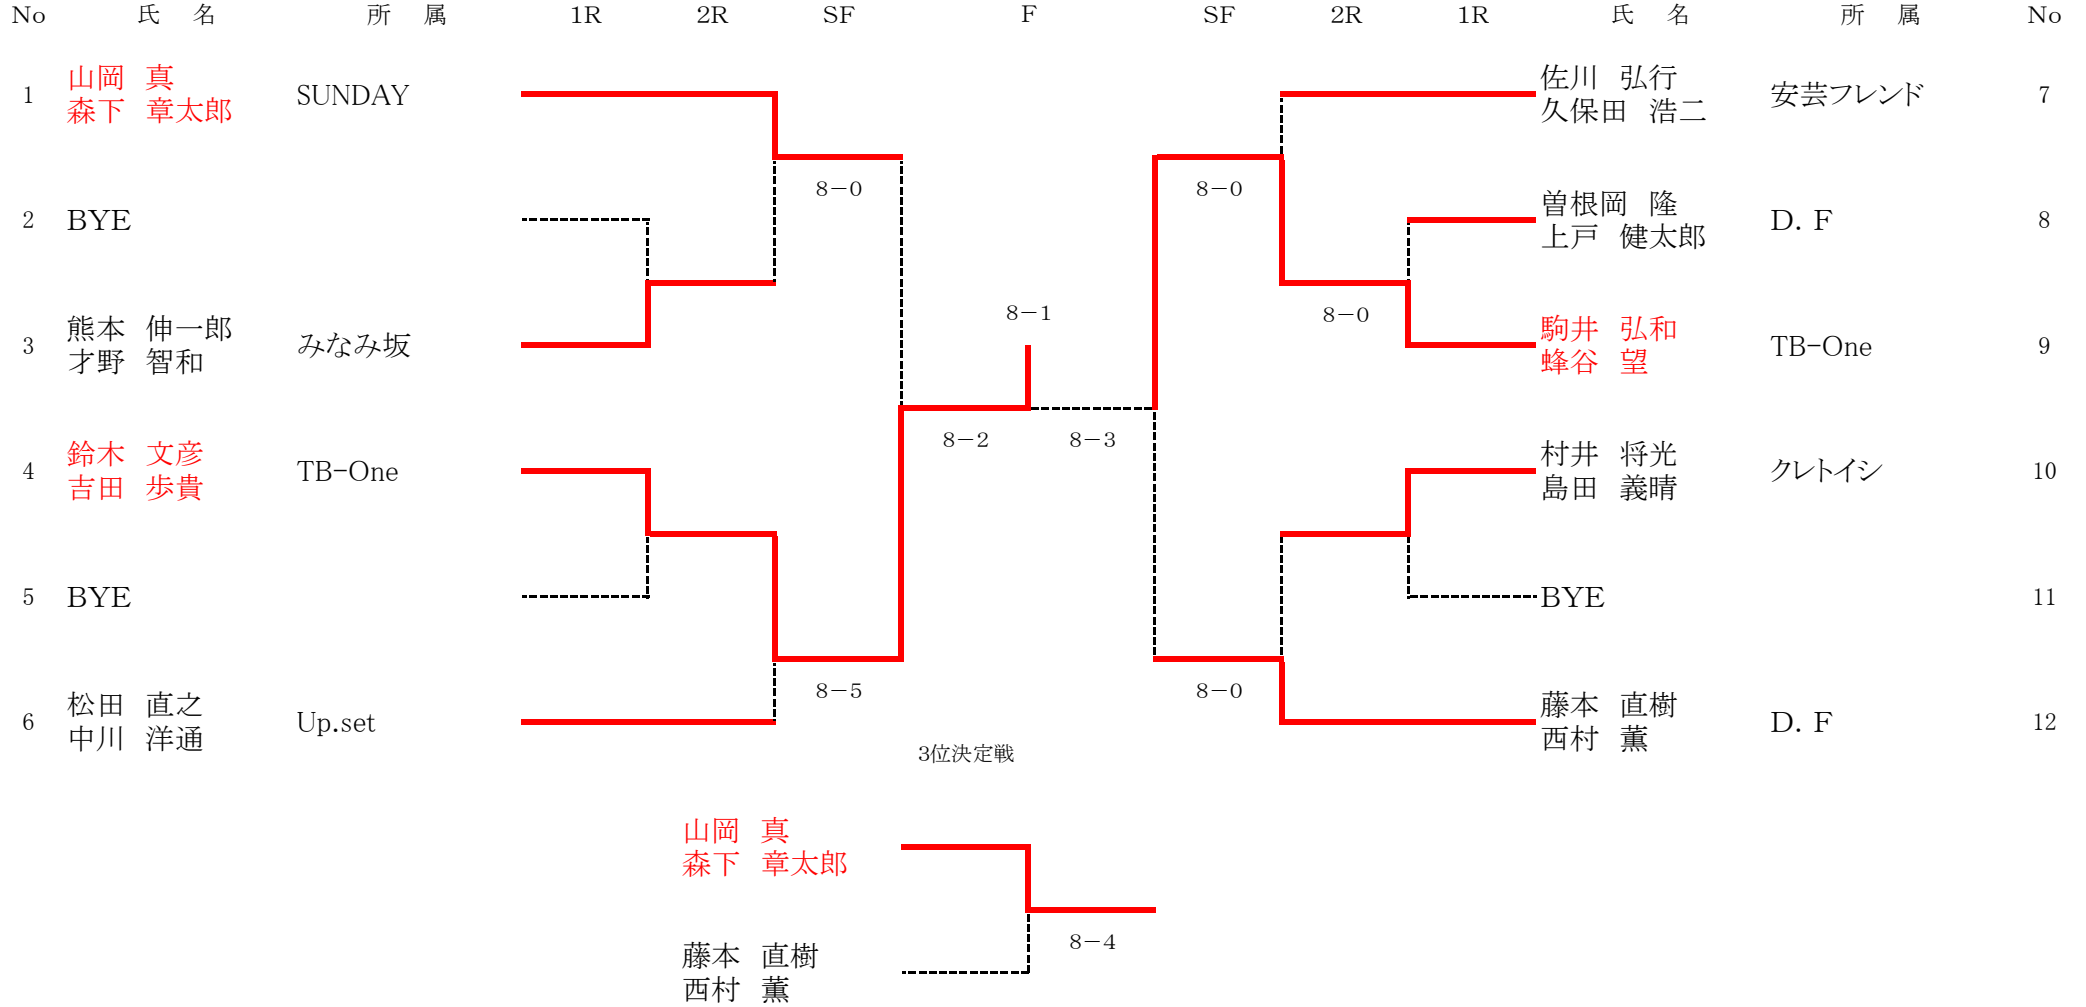 No 氏 名 所 属 1R 2R SF F SF 2R 1R 氏 名 所 属 No
山岡 真
1 SUNDAY
森下 章太郎
佐川 弘行
安芸フレンド 7
久保田 浩二
8-0 8-0
2 BYE
曽根岡 隆
D. F 8
上戸 健太郎
8-1
8-0
熊本 伸一郎
3 みなみ坂
才野 智和
駒井 弘和
TB-One 9
蜂谷 望
8-2 8-3
鈴木 文彦
4 TB-One
吉田 歩貴
村井 将光
クレトイシ 10
島田 義晴
5 BYE
BYE 11
8-5 8-0
松田 直之
6 Up.set
中川 洋通
藤本 直樹
D. F 12
西村 薫
3位決定戦
山岡 真
森下 章太郎
8-4
藤本 直樹
西村 薫